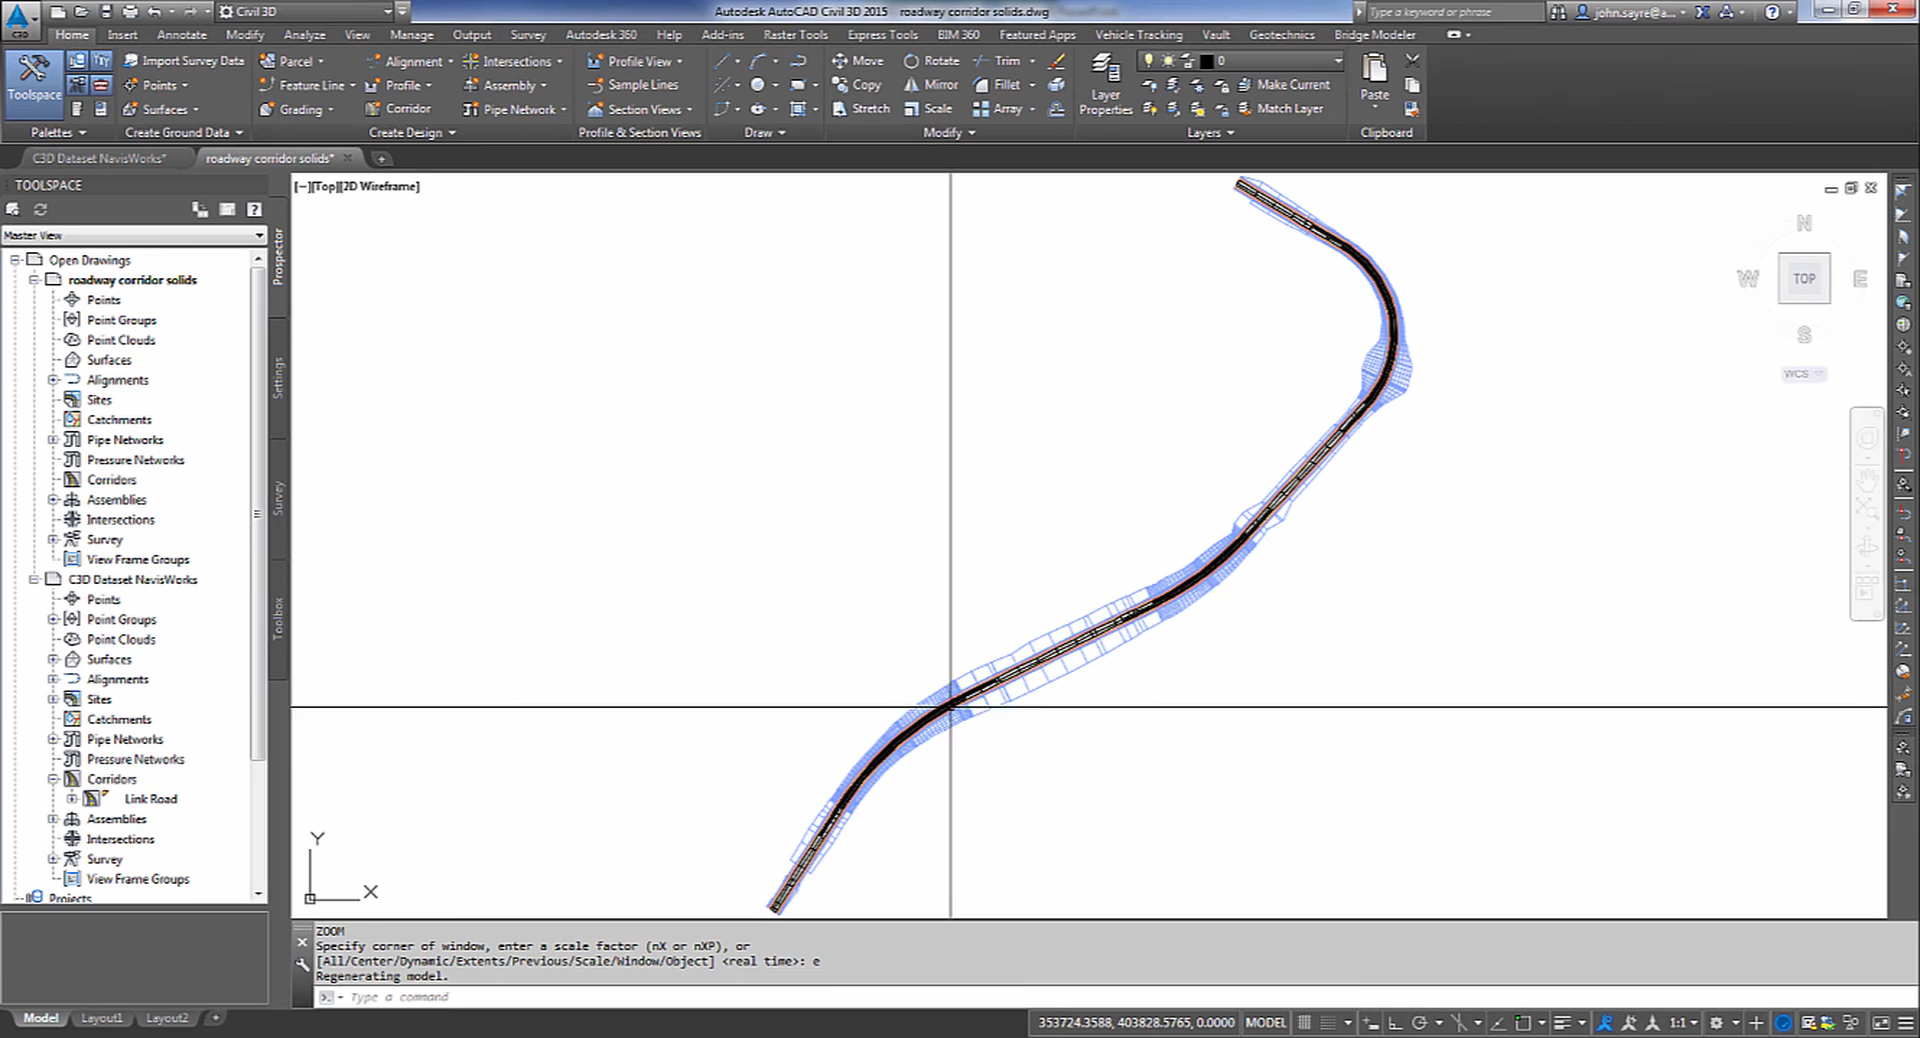 Civil 3D
Autodesk AutoCAD Civil 3D 2015 roadway corridor solids.dwg
Type a keyword or phrase
john.sayre@a...
C3D
Home Insert Annotate Modify Analyze View Manage Output Survey Autodesk 360 Help Add-ins Raster Tools Express Tools BIM 360 Featured Apps Vehicle Tracking Vault Geotechnics Bridge Modeler
Toolspace
Import Survey Data
Points
Surfaces
Parcel
Feature Line
Grading
Alignment
Profile
Corridor
Intersections
Assembly
Pipe Network
Profile View
Sample Lines
Section Views
Move
Copy
Stretch
Rotate
Mirror
Scale
Trim
Fillet
Array
Layer
Properties
0
Make Current
Match Layer
Paste
Palettes Create Ground Data Create Design Profile & Section Views Draw Modify Layers Clipboard
C3D Dataset NavisWorks* roadway corridor solids*
TOOLSPACE
Master View
Open Drawings
roadway corridor solids
Points
Point Groups
Point Clouds
Surfaces
Alignments
Sites
Catchments
Pipe Networks
Pressure Networks
Corridors
Assemblies
Intersections
Survey
View Frame Groups
C3D Dataset NavisWorks
Points
Point Groups
Point Clouds
Surfaces
Alignments
Sites
Catchments
Pipe Networks
Pressure Networks
Corridors
Link Road
Assemblies
Intersections
Survey
View Frame Groups
Projects
Prospector
Settings
Survey
Toolbox
[−][Top][2D Wireframe]
N
W TOP E
S
WCS
Y
X
ZOOM
Specify corner of window, enter a scale factor (nX or nXP), or
[All/Center/Dynamic/Extents/Previous/Scale/Window/Object] <real time>: e
Regenerating model.
Type a command
Model Layout1 Layout2 +
353724.3588, 403828.5765, 0.0000 MODEL 1:1